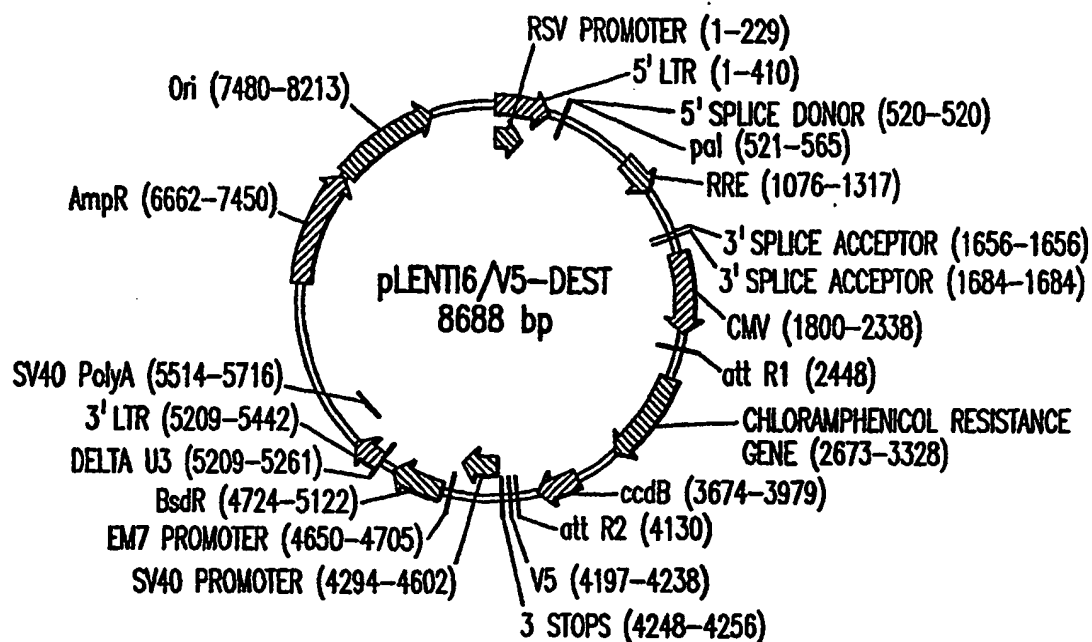 RSV PROMOTER (1-229)
5' LTR (1-410)
5' SPLICE DONOR (520-520)
pal (521-565)
RRE (1076-1317)
3' SPLICE ACCEPTOR (1656-1656)
3' SPLICE ACCEPTOR (1684-1684)
CMV (1800-2338)
att R1 (2448)
CHLORAMPHENICOL RESISTANCE
GENE (2673-3328)
ccdB (3674-3979)
att R2 (4130)
V5 (4197-4238)
3 STOPS (4248-4256)
SV40 PROMOTER (4294-4602)
EM7 PROMOTER (4650-4705)
BsdR (4724-5122)
DELTA U3 (5209-5261)
3' LTR (5209-5442)
SV40 PolyA (5514-5716)
AmpR (6662-7450)
Ori (7480-8213)
pLENTI6/V5-DEST
8688 bp